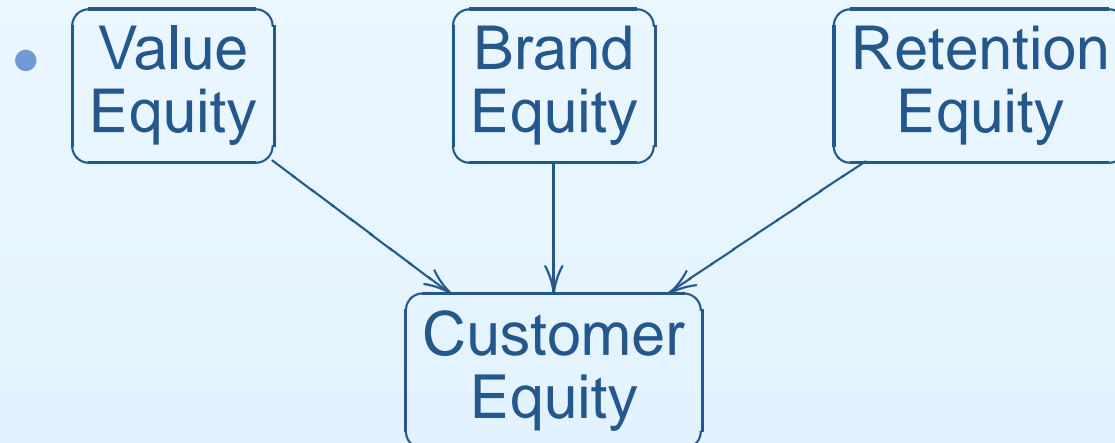 Value
Equity
Brand
Equity
Retention
Equity
Customer
Equity